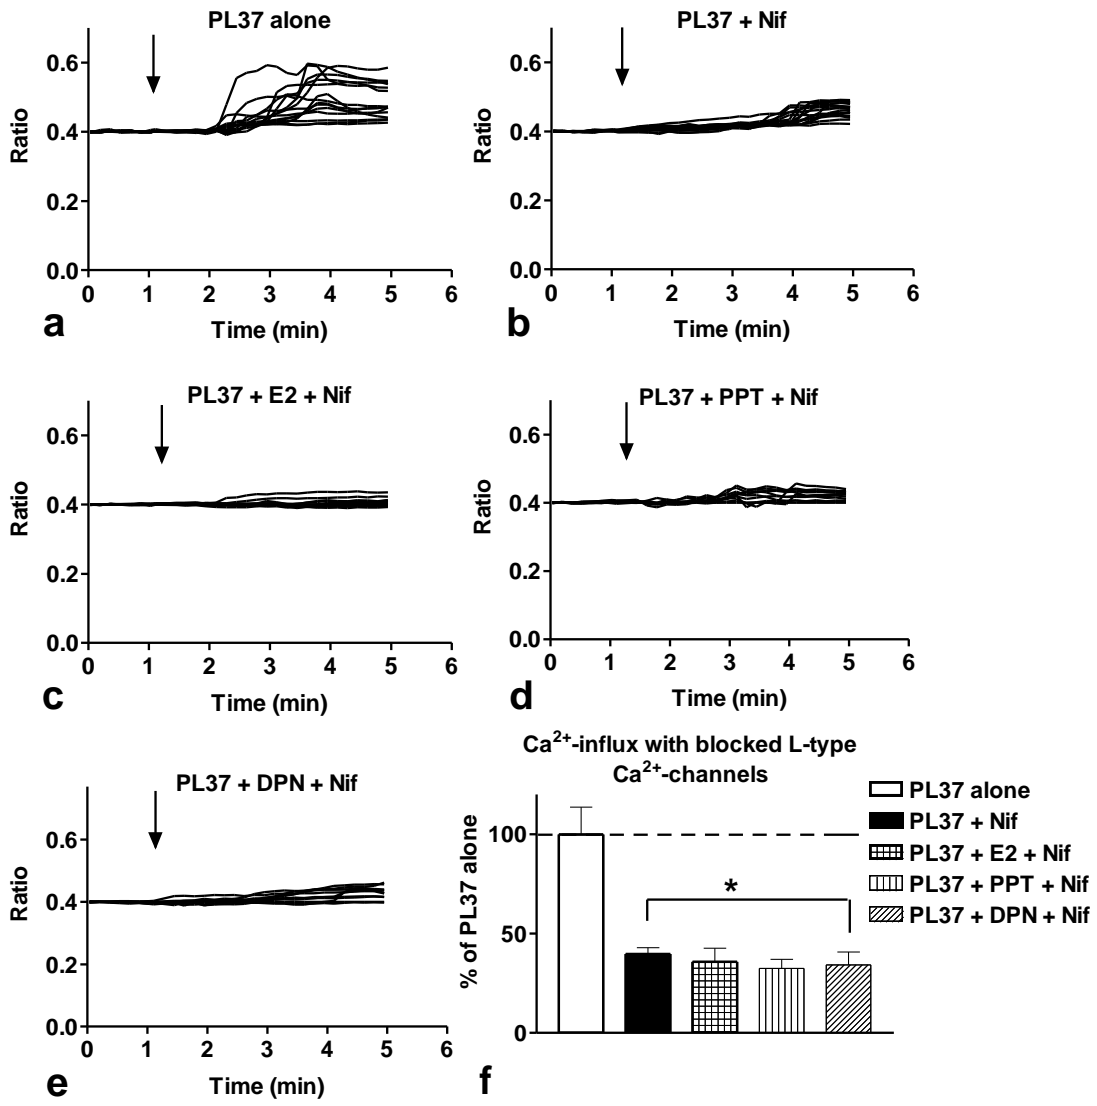 PL37 alone
0.6
0.4
0.2
0.0
Ratio
0 1 2 3 4 5 6
Time (min)
a
PL37 + Nif
0.6
0.4
0.2
0.0
Ratio
0 1 2 3 4 5 6
Time (min)
b
PL37 + E2 + Nif
0.6
0.4
0.2
0.0
Ratio
0 1 2 3 4 5 6
Time (min)
c
PL37 + PPT + Nif
0.6
0.4
0.2
0.0
Ratio
0 1 2 3 4 5 6
Time (min)
d
PL37 + DPN + Nif
0.6
0.4
0.2
0.0
Ratio
0 1 2 3 4 5 6
Time (min)
e
Ca²⁺-influx with blocked L-type
Ca²⁺-channels
100
50
0
% of PL37 alone
*
PL37 alone
PL37 + Nif
PL37 + E2 + Nif
PL37 + PPT + Nif
PL37 + DPN + Nif
f